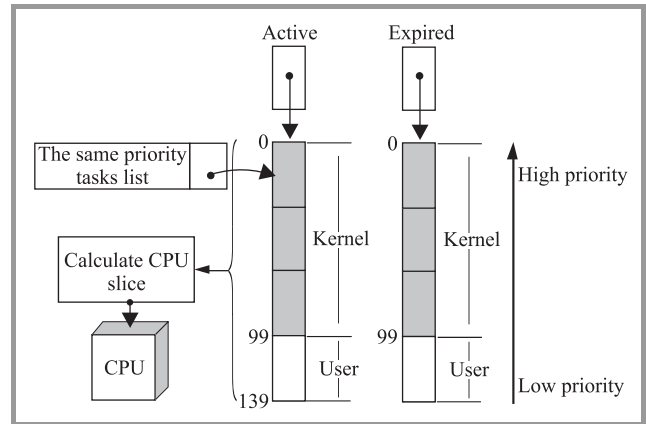 Active
Expired
0
0
The same priority
tasks list
High priority
Kernel
Kernel
Calculate CPU
slice
99
99
CPU
User
User
Low priority
139